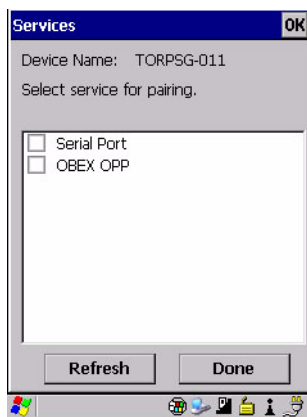 Services OK
Device Name: TORPSG-011
Select service for pairing.
Serial Port
OBEX OPP
Refresh Done